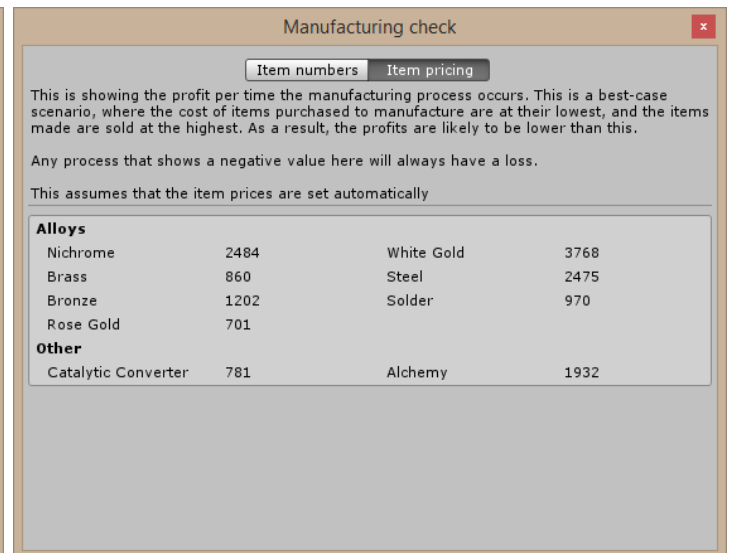 Manufacturing check
x
Item numbers Item pricing
This is showing the profit per time the manufacturing process occurs. This is a best-case
scenario, where the cost of items purchased to manufacture are at their lowest, and the items
made are sold at the highest. As a result, the profits are likely to be lower than this.
Any process that shows a negative value here will always have a loss.
This assumes that the item prices are set automatically
Alloys
Nichrome 2484 White Gold 3768
Brass 860 Steel 2475
Bronze 1202 Solder 970
Rose Gold 701
Other
Catalytic Converter 781 Alchemy 1932